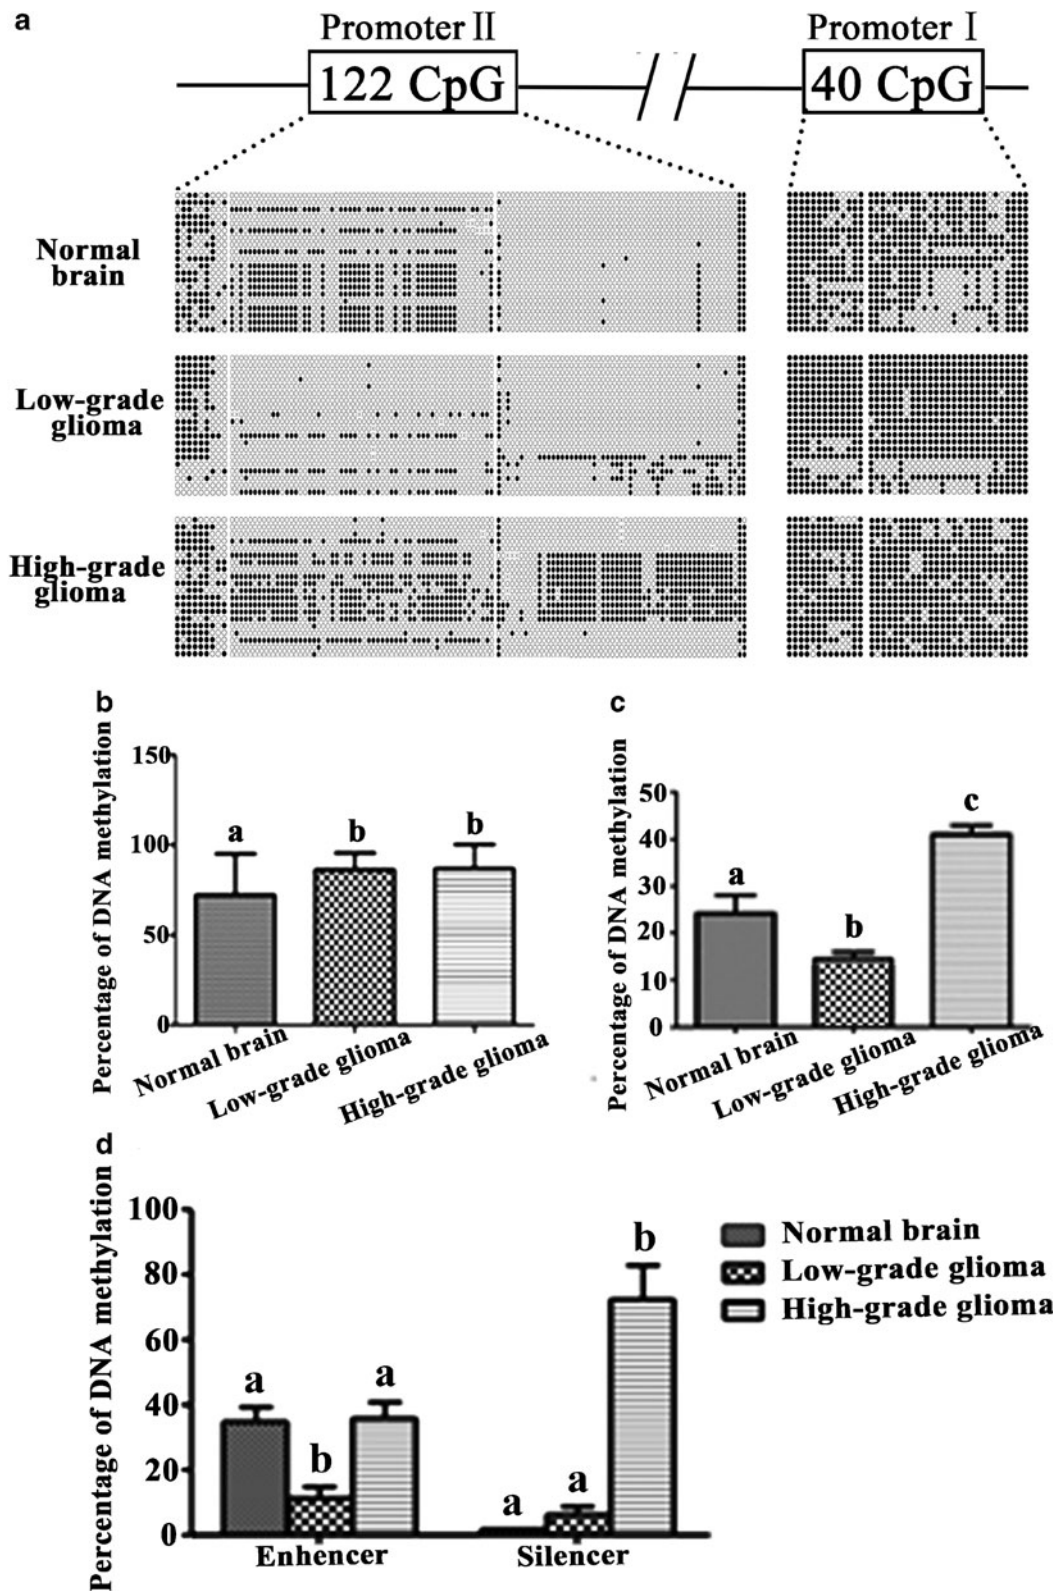 a
Promoter II
Promoter I
122 CpG
40 CpG
Normal
brain
Low-grade
glioma
High-grade
glioma
b
Percentage of DNA methylation
150
100
50
0
a
b
b
Normal brain
Low-grade glioma
High-grade glioma
c
Percentage of DNA methylation
50
40
30
20
10
0
a
b
c
Normal brain
Low-grade glioma
High-grade glioma
d
Percentage of DNA methylation
100
80
60
40
20
0
a
b
a
a
a
b
Enhencer
Silencer
Normal brain
Low-grade glioma
High-grade glioma